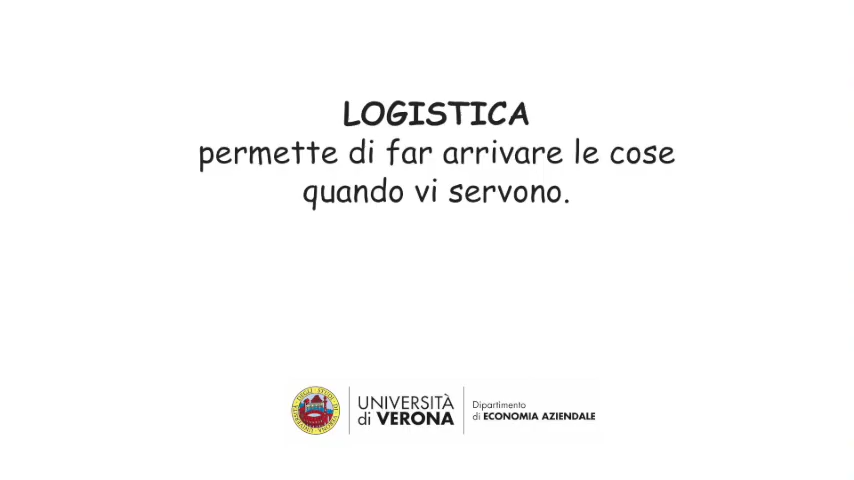 LOGISTICA
permette di far arrivare le cose
quando vi servono.
UNIVERSITÀ
di VERONA
Dipartimento
di ECONOMIA AZIENDALE